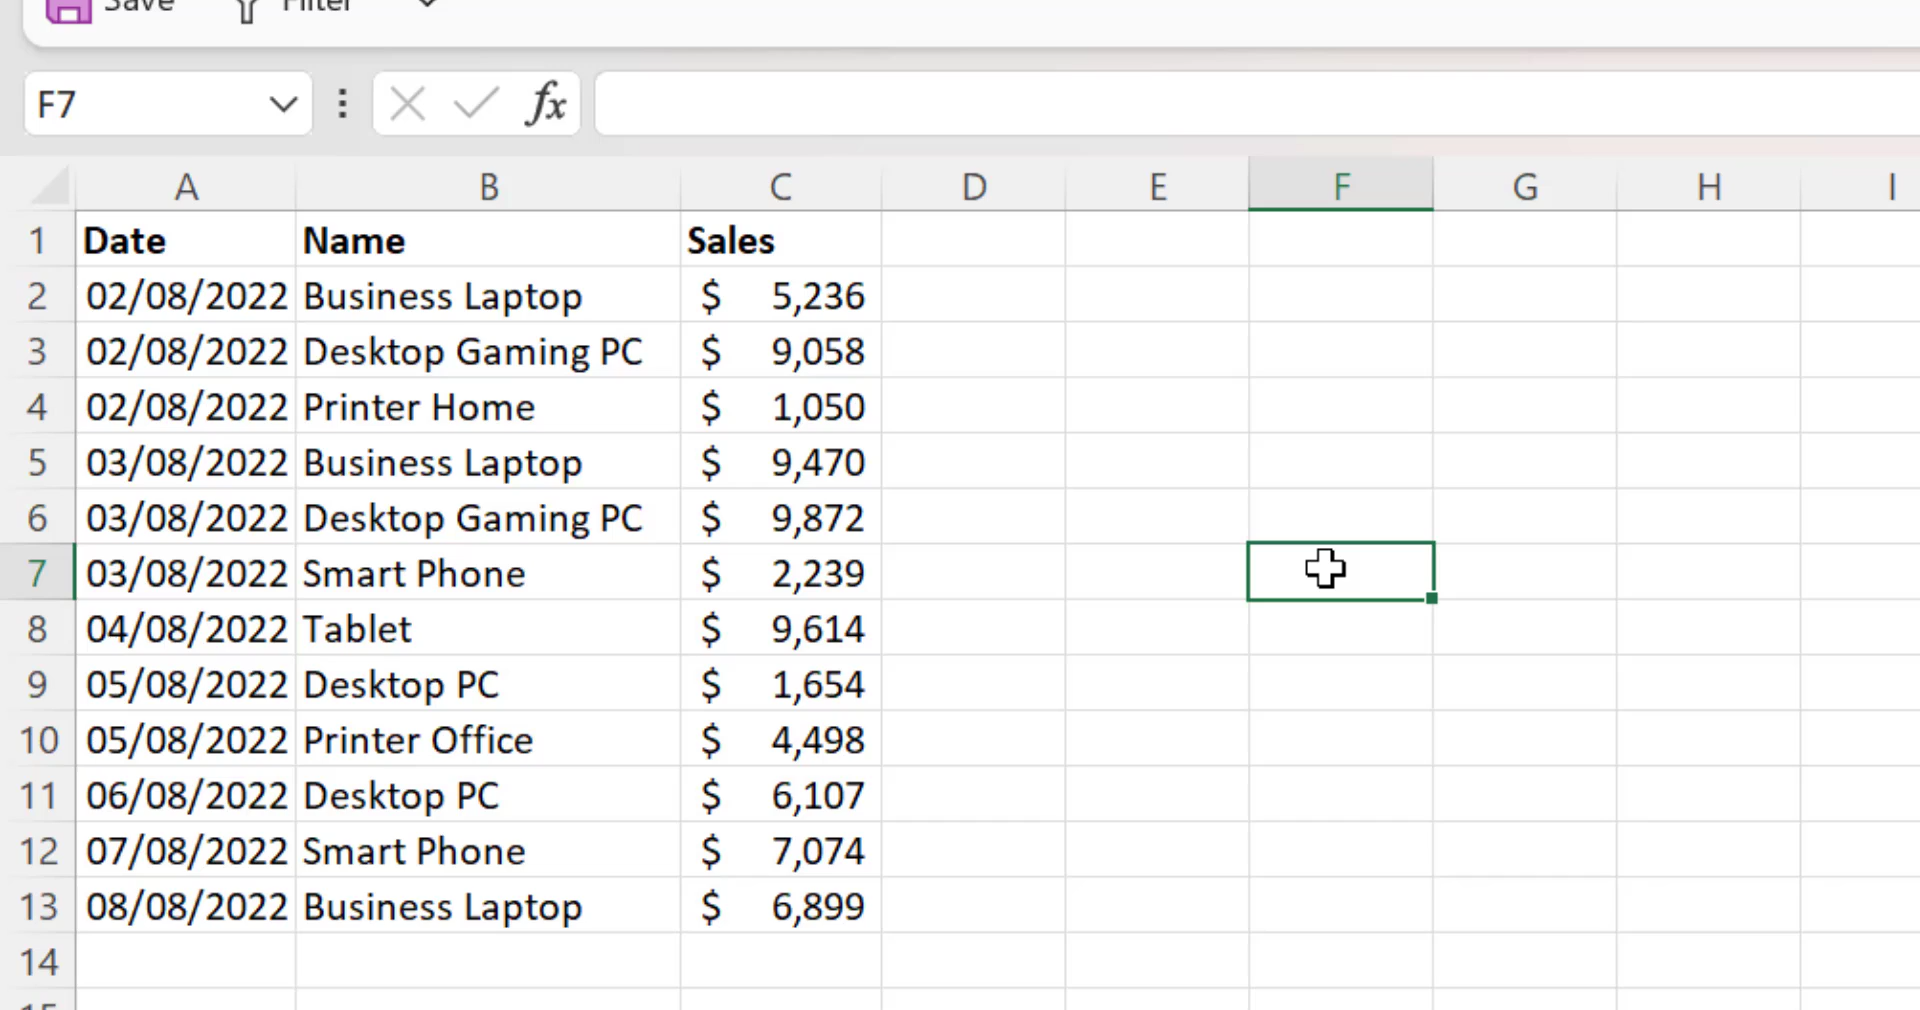 Save Filter
F7 fx
A B C D E F G H I
1 Date Name Sales
2 02/08/2022 Business Laptop $ 5,236
3 02/08/2022 Desktop Gaming PC $ 9,058
4 02/08/2022 Printer Home $ 1,050
5 03/08/2022 Business Laptop $ 9,470
6 03/08/2022 Desktop Gaming PC $ 9,872
7 03/08/2022 Smart Phone $ 2,239
8 04/08/2022 Tablet $ 9,614
9 05/08/2022 Desktop PC $ 1,654
10 05/08/2022 Printer Office $ 4,498
11 06/08/2022 Desktop PC $ 6,107
12 07/08/2022 Smart Phone $ 7,074
13 08/08/2022 Business Laptop $ 6,899
14
15